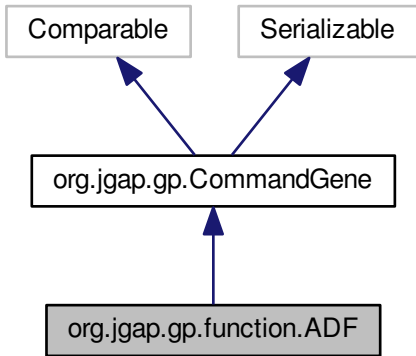 Comparable
Serializable
org.jgap.gp.CommandGene
org.jgap.gp.function.ADF